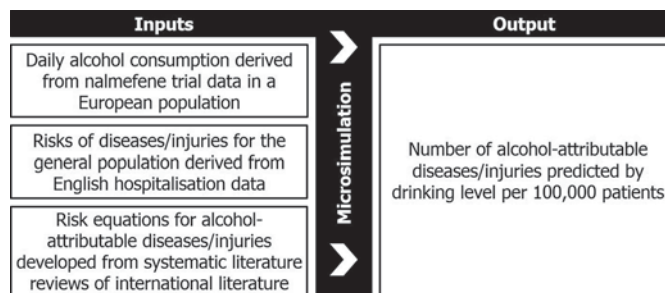 Inputs
Daily alcohol consumption derived
from nalmefene trial data in a
European population
Risks of diseases/injuries for the
general population derived from
English hospitalisation data
Risk equations for alcohol-
attributable diseases/injuries
developed from systematic literature
reviews of international literature
Microsimulation
Output
Number of alcohol-attributable
diseases/injuries predicted by
drinking level per 100,000 patients